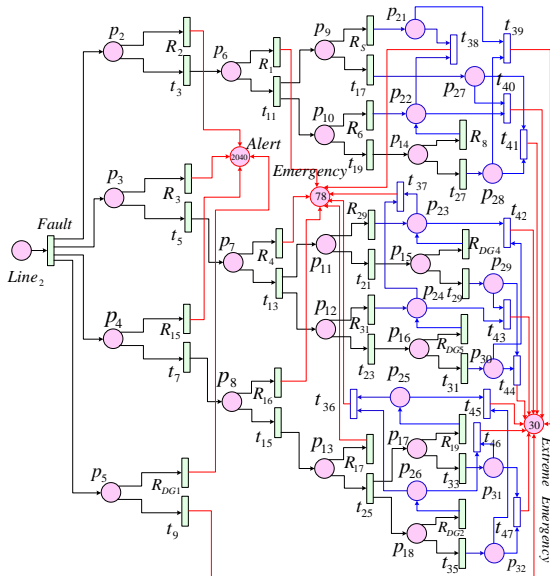 p21
t39
p2
R2
p6
R1
p9
RS
t38
t3
t11
t17
p27
t40
p10
R6
p22
t41
Alert
2040
t19
p14
R8
t27
p28
Emergency
78
p3
R3
t37
Fault
t5
R29
p23
t42
Line2
p7
R4
p11
p15
RDG4
p29
t13
t21
t29
p24
p4
R15
p12
R31
t43
t7
p16
RDG5
p30
t23
t31
t44
p8
R16
t36
p25
t45
30
t15
p13
R17
p17
R19
t46
p5
RDG1
t33
p26
p31
t25
t9
p18
RDG2
t47
t35
p32
Extreme Emergency